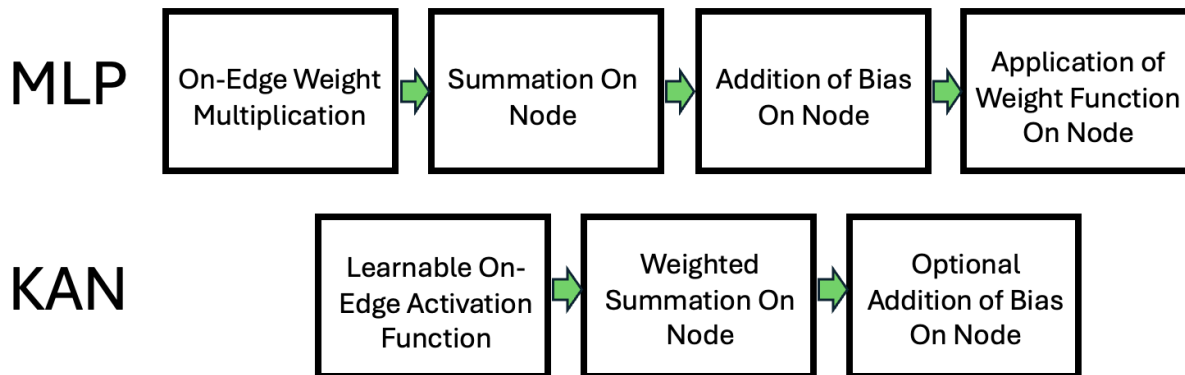 MLP
On-Edge Weight
Multiplication
Summation On
Node
Addition of Bias
On Node
Application of
Weight Function
On Node
KAN
Learnable On-
Edge Activation
Function
Weighted
Summation On
Node
Optional
Addition of Bias
On Node